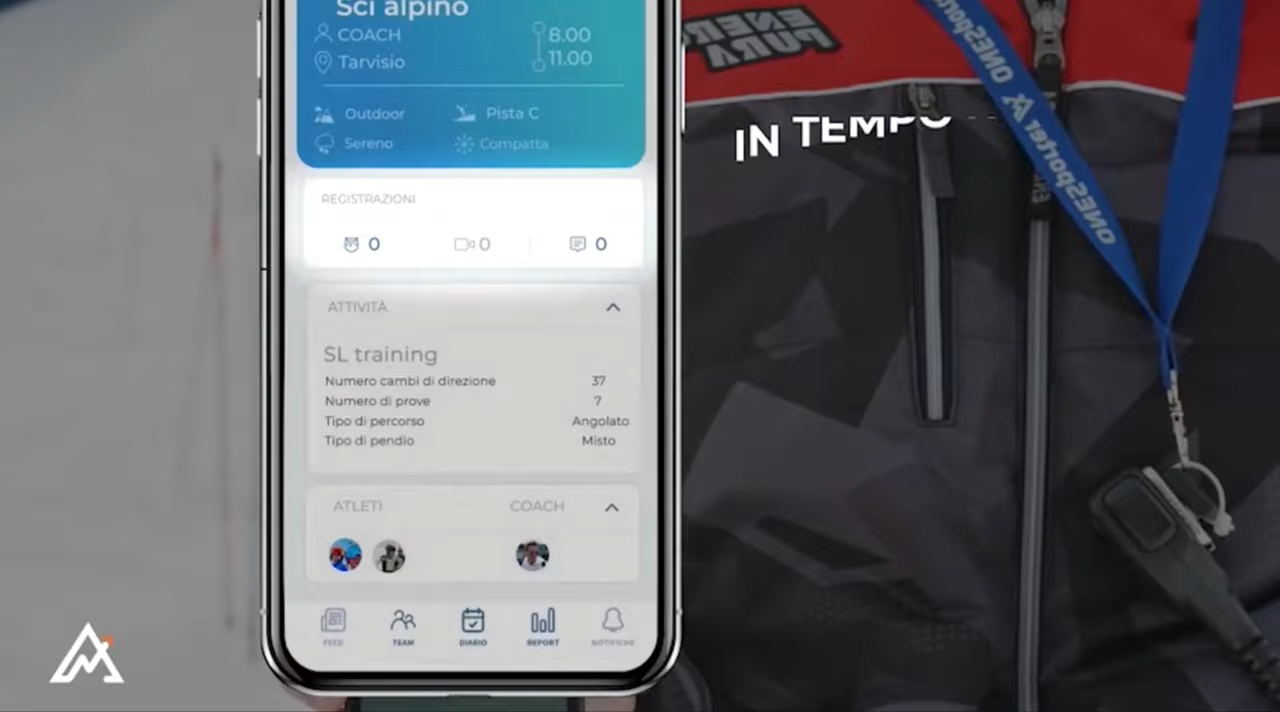 Sci alpino
COACH
8.00
Tarvisio
11.00
Outdoor
Pista C
Sereno
Compatta
REGISTRAZIONI
0
0
0
ATTIVITÀ
SL training
Numero cambi di direzione 37
Numero di prove 7
Tipo di percorso Angolato
Tipo di pendio Misto
ATLETI COACH
FEED TEAM DIARIO REPORT NOTIFICHE
IN TEMPO
ENER
PURA
ONESporter
ONESporter